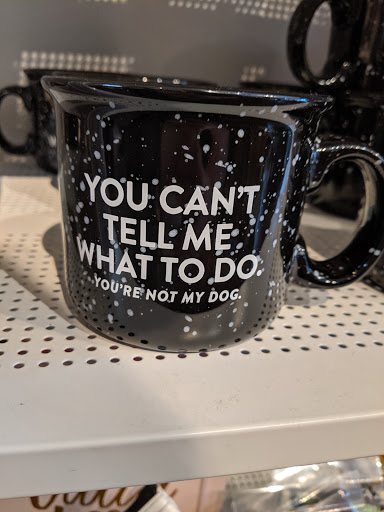 YOU CAN'T
TELL ME
WHAT TO DO.
YOU'RE NOT MY DOG.